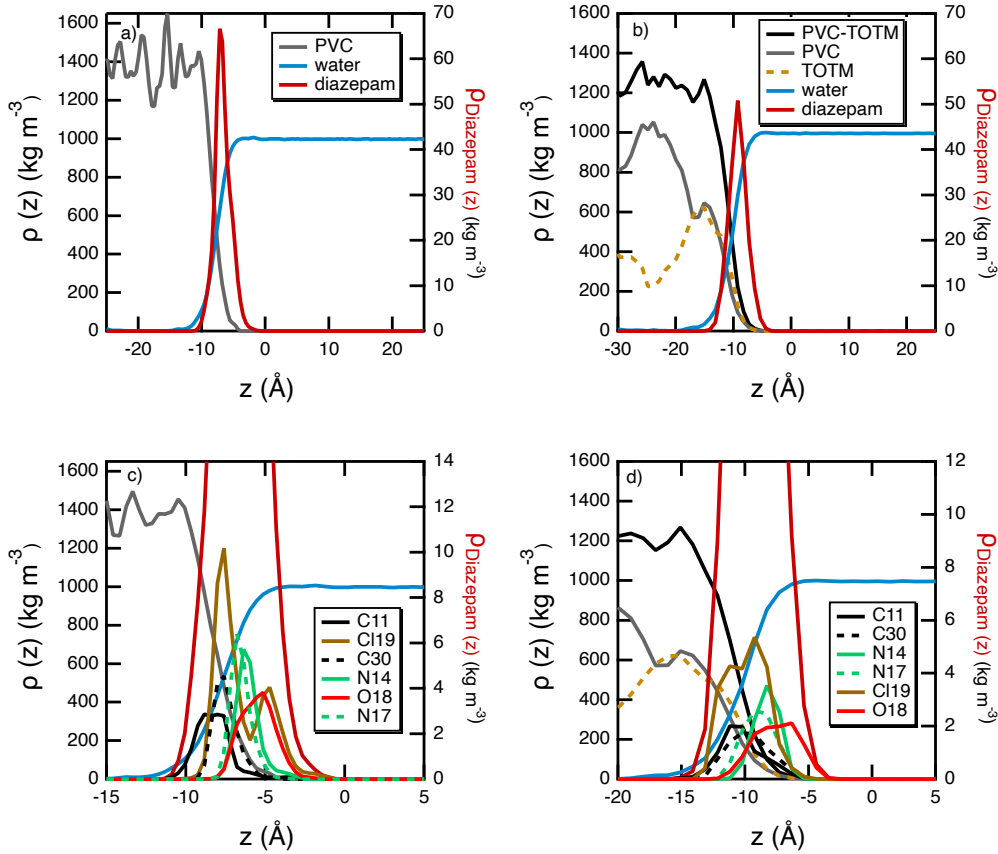 a)
1600
1400
1200
1000
800
600
400
200
0
ρ (z) (kg m⁻³)
PVC
water
diazepam
70
60
50
40
30
20
10
0
ρDiazepam (z) (kg m⁻³)
-20 -10 0 10 20
z (Å)
b)
1600
1400
1200
1000
800
600
400
200
0
ρ (z) (kg m⁻³)
PVC-TOTM
PVC
TOTM
water
diazepam
70
60
50
40
30
20
10
0
ρDiazepam (z) (kg m⁻³)
-30 -20 -10 0 10 20
z (Å)
c)
1600
1400
1200
1000
800
600
400
200
0
ρ (z) (kg m⁻³)
C11
Cl19
C30
N14
O18
N17
14
12
10
8
6
4
2
0
ρDiazepam (z) (kg m⁻³)
-15 -10 -5 0 5
z (Å)
d)
1600
1400
1200
1000
800
600
400
200
0
ρ (z) (kg m⁻³)
C11
C30
N14
N17
Cl19
O18
12
10
8
6
4
2
0
ρDiazepam (z) (kg m⁻³)
-20 -15 -10 -5 0 5
z (Å)